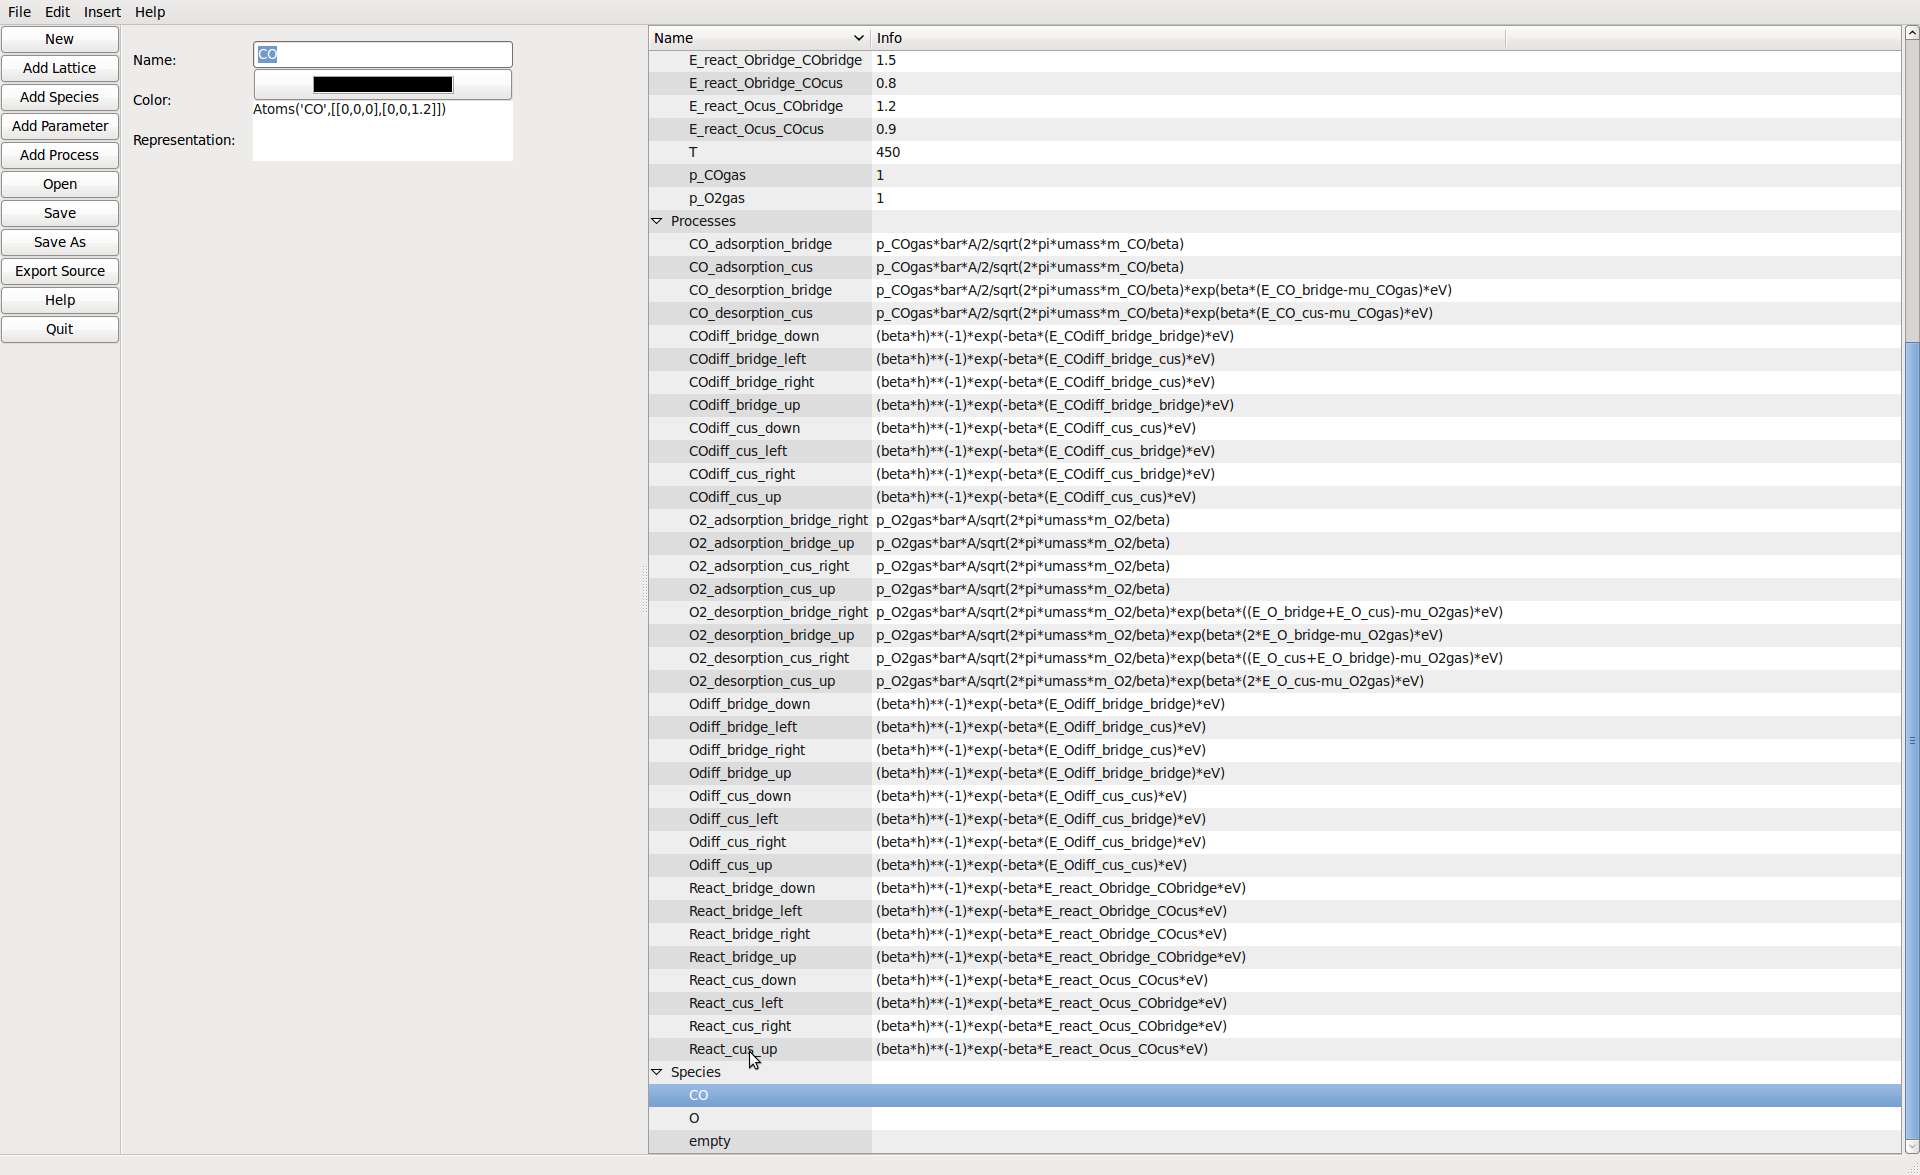 File Edit Insert Help
New
Add Lattice
Add Species
Add Parameter
Add Process
Open
Save
Save As
Export Source
Help
Quit
Name: CO
Color:
Representation: Atoms('CO',[[0,0,0],[0,0,1.2]])
Name Info
E_react_Obridge_CObridge 1.5
E_react_Obridge_COcus 0.8
E_react_Ocus_CObridge 1.2
E_react_Ocus_COcus 0.9
T 450
p_COgas 1
p_O2gas 1
Processes
CO_adsorption_bridge p_COgas*bar*A/2/sqrt(2*pi*umass*m_CO/beta)
CO_adsorption_cus p_COgas*bar*A/2/sqrt(2*pi*umass*m_CO/beta)
CO_desorption_bridge p_COgas*bar*A/2/sqrt(2*pi*umass*m_CO/beta)*exp(beta*(E_CO_bridge-mu_COgas)*eV)
CO_desorption_cus p_COgas*bar*A/2/sqrt(2*pi*umass*m_CO/beta)*exp(beta*(E_CO_cus-mu_COgas)*eV)
COdiff_bridge_down (beta*h)**(-1)*exp(-beta*(E_COdiff_bridge_bridge)*eV)
COdiff_bridge_left (beta*h)**(-1)*exp(-beta*(E_COdiff_bridge_cus)*eV)
COdiff_bridge_right (beta*h)**(-1)*exp(-beta*(E_COdiff_bridge_cus)*eV)
COdiff_bridge_up (beta*h)**(-1)*exp(-beta*(E_COdiff_bridge_bridge)*eV)
COdiff_cus_down (beta*h)**(-1)*exp(-beta*(E_COdiff_cus_cus)*eV)
COdiff_cus_left (beta*h)**(-1)*exp(-beta*(E_COdiff_cus_bridge)*eV)
COdiff_cus_right (beta*h)**(-1)*exp(-beta*(E_COdiff_cus_bridge)*eV)
COdiff_cus_up (beta*h)**(-1)*exp(-beta*(E_COdiff_cus_cus)*eV)
O2_adsorption_bridge_right p_O2gas*bar*A/sqrt(2*pi*umass*m_O2/beta)
O2_adsorption_bridge_up p_O2gas*bar*A/sqrt(2*pi*umass*m_O2/beta)
O2_adsorption_cus_right p_O2gas*bar*A/sqrt(2*pi*umass*m_O2/beta)
O2_adsorption_cus_up p_O2gas*bar*A/sqrt(2*pi*umass*m_O2/beta)
O2_desorption_bridge_right p_O2gas*bar*A/sqrt(2*pi*umass*m_O2/beta)*exp(beta*((E_O_bridge+E_O_cus)-mu_O2gas)*eV)
O2_desorption_bridge_up p_O2gas*bar*A/sqrt(2*pi*umass*m_O2/beta)*exp(beta*(2*E_O_bridge-mu_O2gas)*eV)
O2_desorption_cus_right p_O2gas*bar*A/sqrt(2*pi*umass*m_O2/beta)*exp(beta*((E_O_cus+E_O_bridge)-mu_O2gas)*eV)
O2_desorption_cus_up p_O2gas*bar*A/sqrt(2*pi*umass*m_O2/beta)*exp(beta*(2*E_O_cus-mu_O2gas)*eV)
Odiff_bridge_down (beta*h)**(-1)*exp(-beta*(E_Odiff_bridge_bridge)*eV)
Odiff_bridge_left (beta*h)**(-1)*exp(-beta*(E_Odiff_bridge_cus)*eV)
Odiff_bridge_right (beta*h)**(-1)*exp(-beta*(E_Odiff_bridge_cus)*eV)
Odiff_bridge_up (beta*h)**(-1)*exp(-beta*(E_Odiff_bridge_bridge)*eV)
Odiff_cus_down (beta*h)**(-1)*exp(-beta*(E_Odiff_cus_cus)*eV)
Odiff_cus_left (beta*h)**(-1)*exp(-beta*(E_Odiff_cus_bridge)*eV)
Odiff_cus_right (beta*h)**(-1)*exp(-beta*(E_Odiff_cus_bridge)*eV)
Odiff_cus_up (beta*h)**(-1)*exp(-beta*(E_Odiff_cus_cus)*eV)
React_bridge_down (beta*h)**(-1)*exp(-beta*E_react_Obridge_CObridge*eV)
React_bridge_left (beta*h)**(-1)*exp(-beta*E_react_Obridge_COcus*eV)
React_bridge_right (beta*h)**(-1)*exp(-beta*E_react_Obridge_COcus*eV)
React_bridge_up (beta*h)**(-1)*exp(-beta*E_react_Obridge_CObridge*eV)
React_cus_down (beta*h)**(-1)*exp(-beta*E_react_Ocus_COcus*eV)
React_cus_left (beta*h)**(-1)*exp(-beta*E_react_Ocus_CObridge*eV)
React_cus_right (beta*h)**(-1)*exp(-beta*E_react_Ocus_CObridge*eV)
React_cus_up (beta*h)**(-1)*exp(-beta*E_react_Ocus_COcus*eV)
Species
CO
O
empty